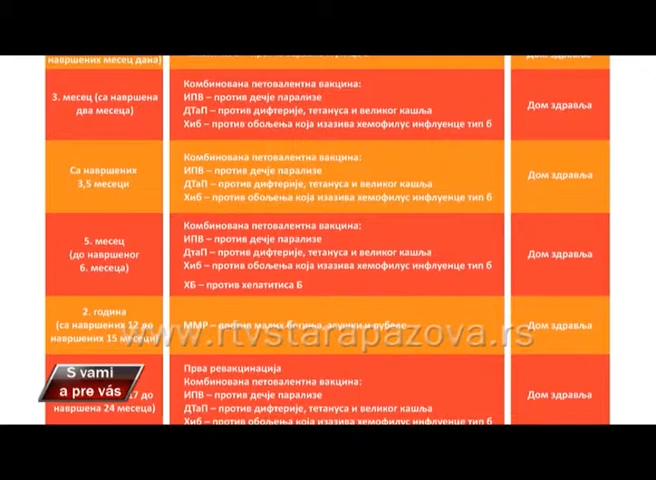 навршених месец дана)
3. месец (са навршена
два месеца)
Комбинована петовалентна вакцина:
ИПВ – против дечје парализе
ДТаП – против дифтерије, тетануса и великог кашља
Хиб – против обољења која изазива хемофилус инфлуенце тип б
Дом здравља
Са навршених
3,5 месеци
Комбинована петовалентна вакцина:
ИПВ – против дечје парализе
ДТаП – против дифтерије, тетануса и великог кашља
Хиб – против обољења која изазива хемофилус инфлуенце тип б
Дом здравља
5. месец
(до навршеног
6. месеца)
Комбинована петовалентна вакцина:
ИПВ – против дечје парализе
ДТаП – против дифтерије, тетануса и великог кашља
Хиб – против обољења која изазива хемофилус инфлуенце тип б
ХБ – против хепатитиса Б
Дом здравља
2. година
(са навршених 12 до
навршених 15 месеци)
ММР – против малих богиња, заушки и рубеле
Дом здравља
www.rtvstarapazova.rs
S vami
a pre vás
17 до
навршена 24 месеца)
Прва ревакцинација
Комбинована петовалентна вакцина:
ИПВ – против дечје парализе
ДТаП – против дифтерије, тетануса и великог кашља
Хиб – против обољења која изазива хемофилус инфлуенце тип б
Дом здравља